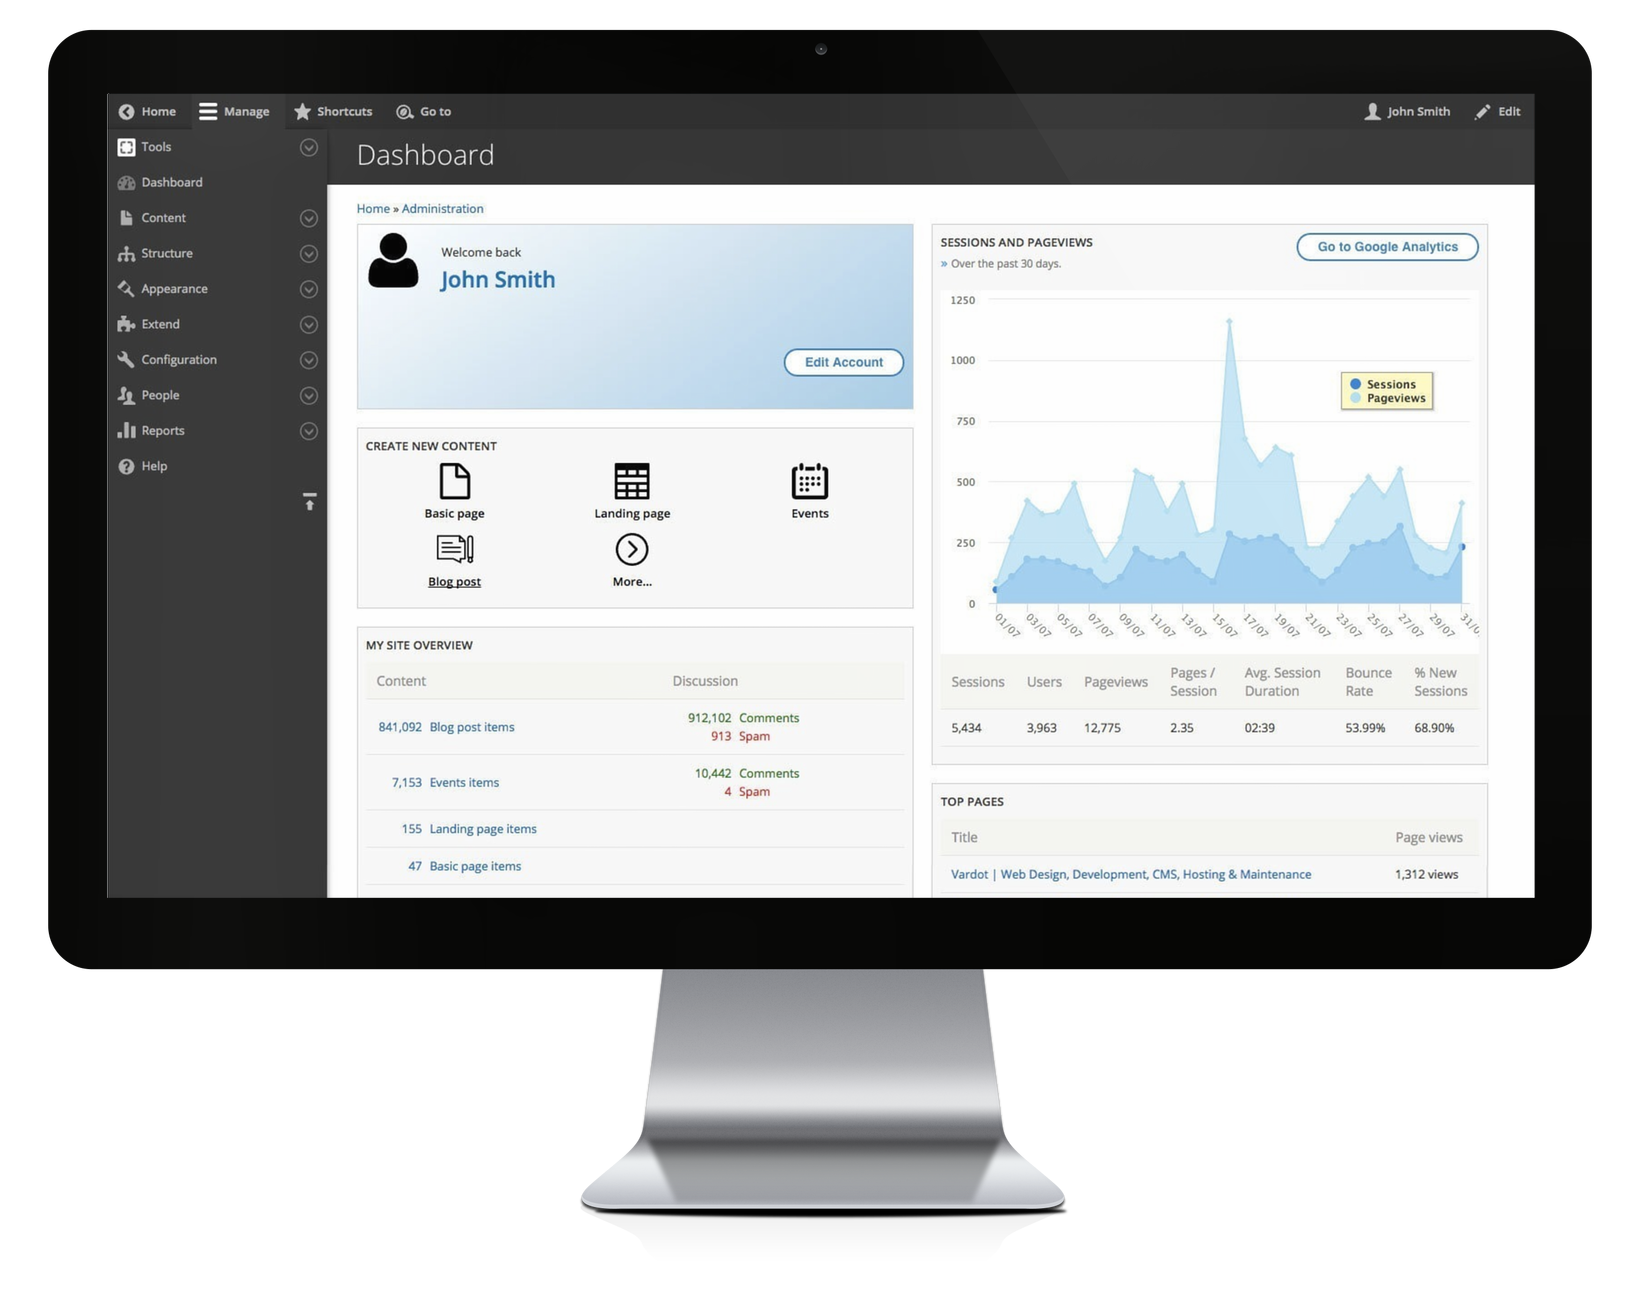 Home Manage Shortcuts Go to John Smith Edit
Tools
Dashboard
Content
Structure
Appearance
Extend
Configuration
People
Reports
Help
Dashboard
Home » Administration
Welcome back
John Smith
Edit Account
CREATE NEW CONTENT
Basic page Landing page Events
Blog post More...
MY SITE OVERVIEW
Content Discussion
841,092 Blog post items 912,102 Comments
913 Spam
7,153 Events items 10,442 Comments
4 Spam
155 Landing page items
47 Basic page items
SESSIONS AND PAGEVIEWS
Go to Google Analytics
» Over the past 30 days.
1250
1000
750
500
250
0
Sessions
Pageviews
01/07 03/07 05/07 07/07 09/07 11/07 13/07 15/07 17/07 19/07 21/07 23/07 25/07 27/07 29/07 31/0
Sessions Users Pageviews Pages / Session Avg. Session Duration Bounce Rate % New Sessions
5,434 3,963 12,775 2.35 02:39 53.99% 68.90%
TOP PAGES
Title Page views
Vardot | Web Design, Development, CMS, Hosting & Maintenance 1,312 views